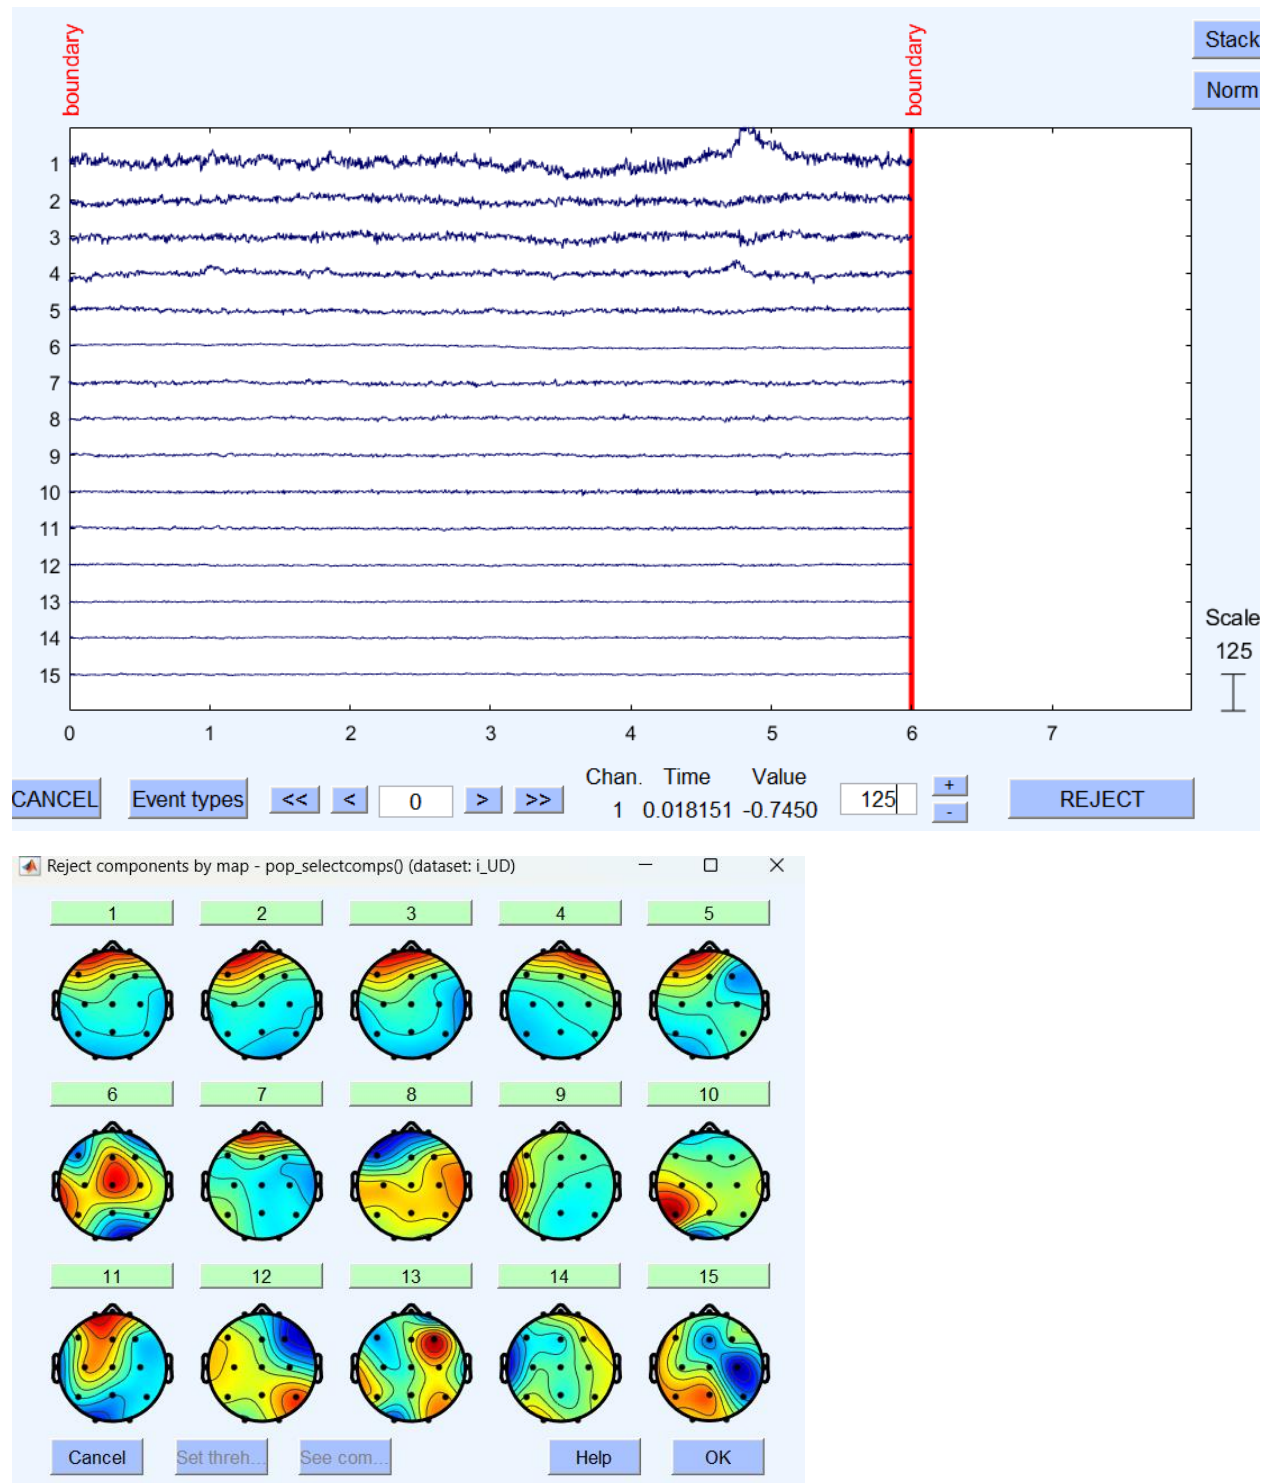 boundary boundary
Stack
Norm
1
2
3
4
5
6
7
8
9
10
11
12
13
14
15
Scale
125
0 1 2 3 4 5 6 7
Chan. Time Value
CANCEL Event types << < 0 > >> 1 0.018151 -0.7450 125 + - REJECT
Reject components by map - pop_selectcomps() (dataset: i_UD)
1 2 3 4 5
6 7 8 9 10
11 12 13 14 15
Cancel Set threh... See com... Help OK